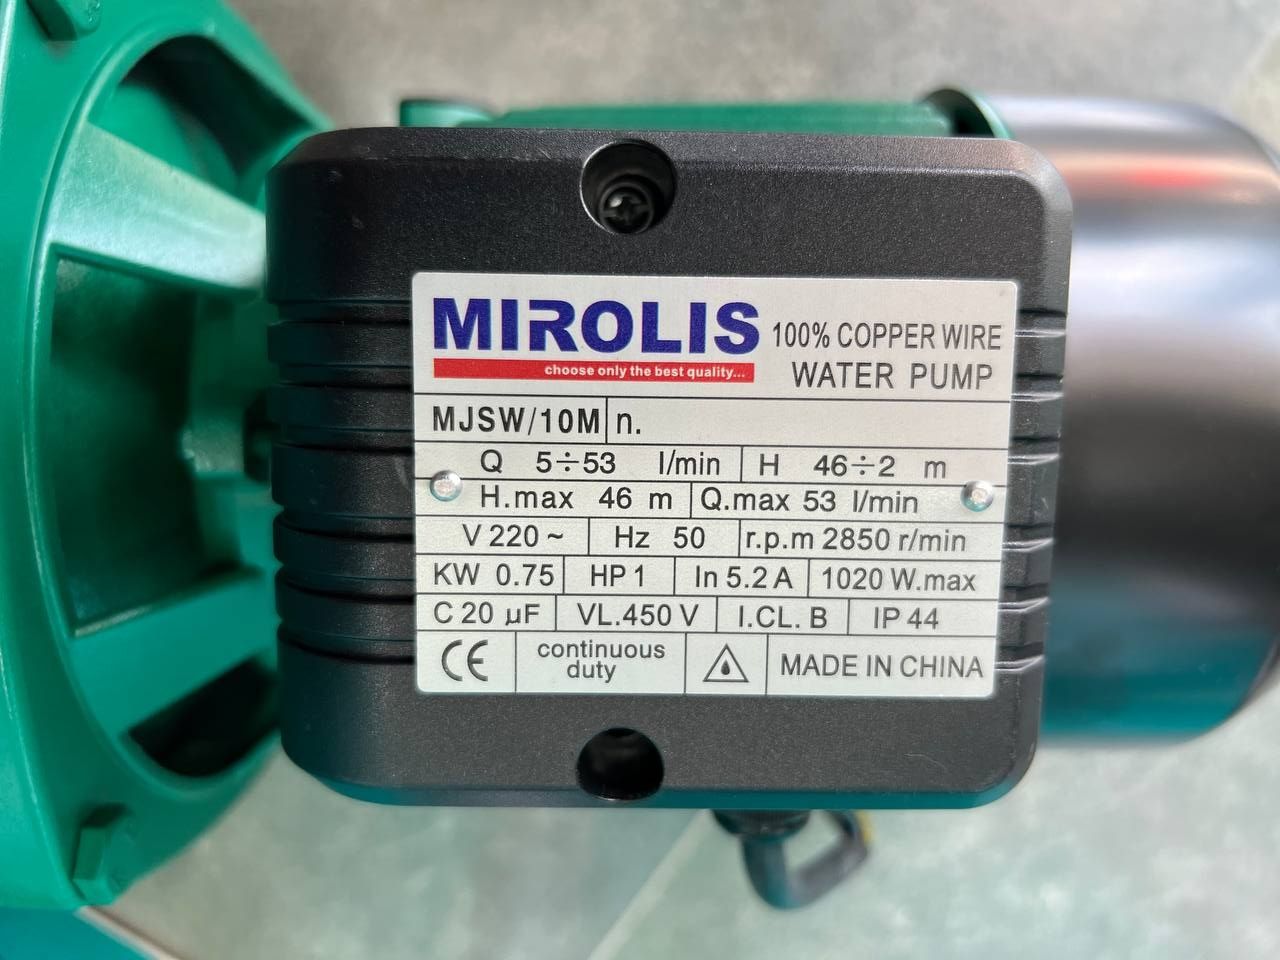 MIROLIS
choose only the best quality...
100% COPPER WIRE
WATER PUMP
MJSW/10M n.
Q 5÷53 l/min H 46÷2 m
H.max 46 m Q.max 53 l/min
V 220 ~ Hz 50 r.p.m 2850 r/min
KW 0.75 HP 1 In 5.2 A 1020 W.max
C 20 µF VL.450 V I.CL. B IP 44
CE continuous duty MADE IN CHINA